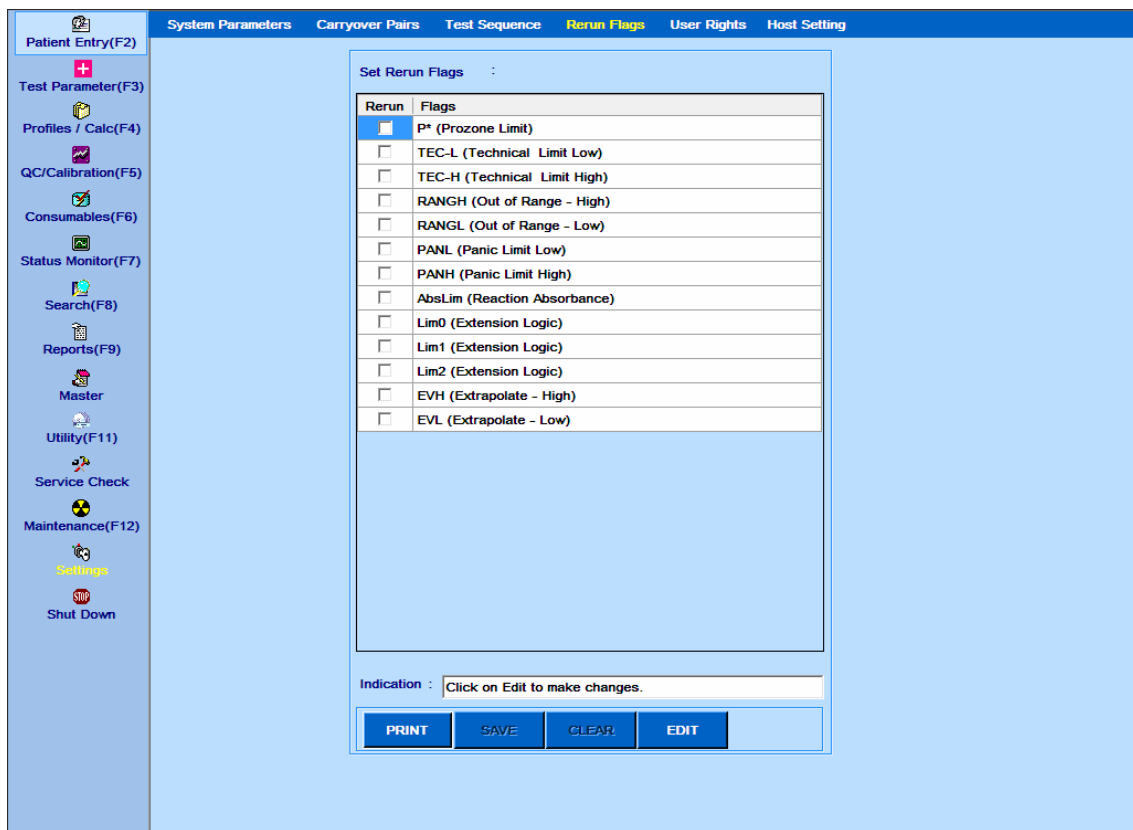 System Parameters Carryover Pairs Test Sequence Rerun Flags User Rights Host Setting
Patient Entry(F2)
Test Parameter(F3)
Profiles / Calc(F4)
QC/Calibration(F5)
Consumables(F6)
Status Monitor(F7)
Search(F8)
Reports(F9)
Master
Utility(F11)
Service Check
Maintenance(F12)
Settings
STOP
Shut Down
Set Rerun Flags :
Rerun Flags
P* (Prozone Limit)
TEC-L (Technical Limit Low)
TEC-H (Technical Limit High)
RANGH (Out of Range - High)
RANGL (Out of Range - Low)
PANL (Panic Limit Low)
PANH (Panic Limit High)
AbsLim (Reaction Absorbance)
Lim0 (Extension Logic)
Lim1 (Extension Logic)
Lim2 (Extension Logic)
EVH (Extrapolate - High)
EVL (Extrapolate - Low)
Indication : Click on Edit to make changes.
PRINT SAVE CLEAR EDIT